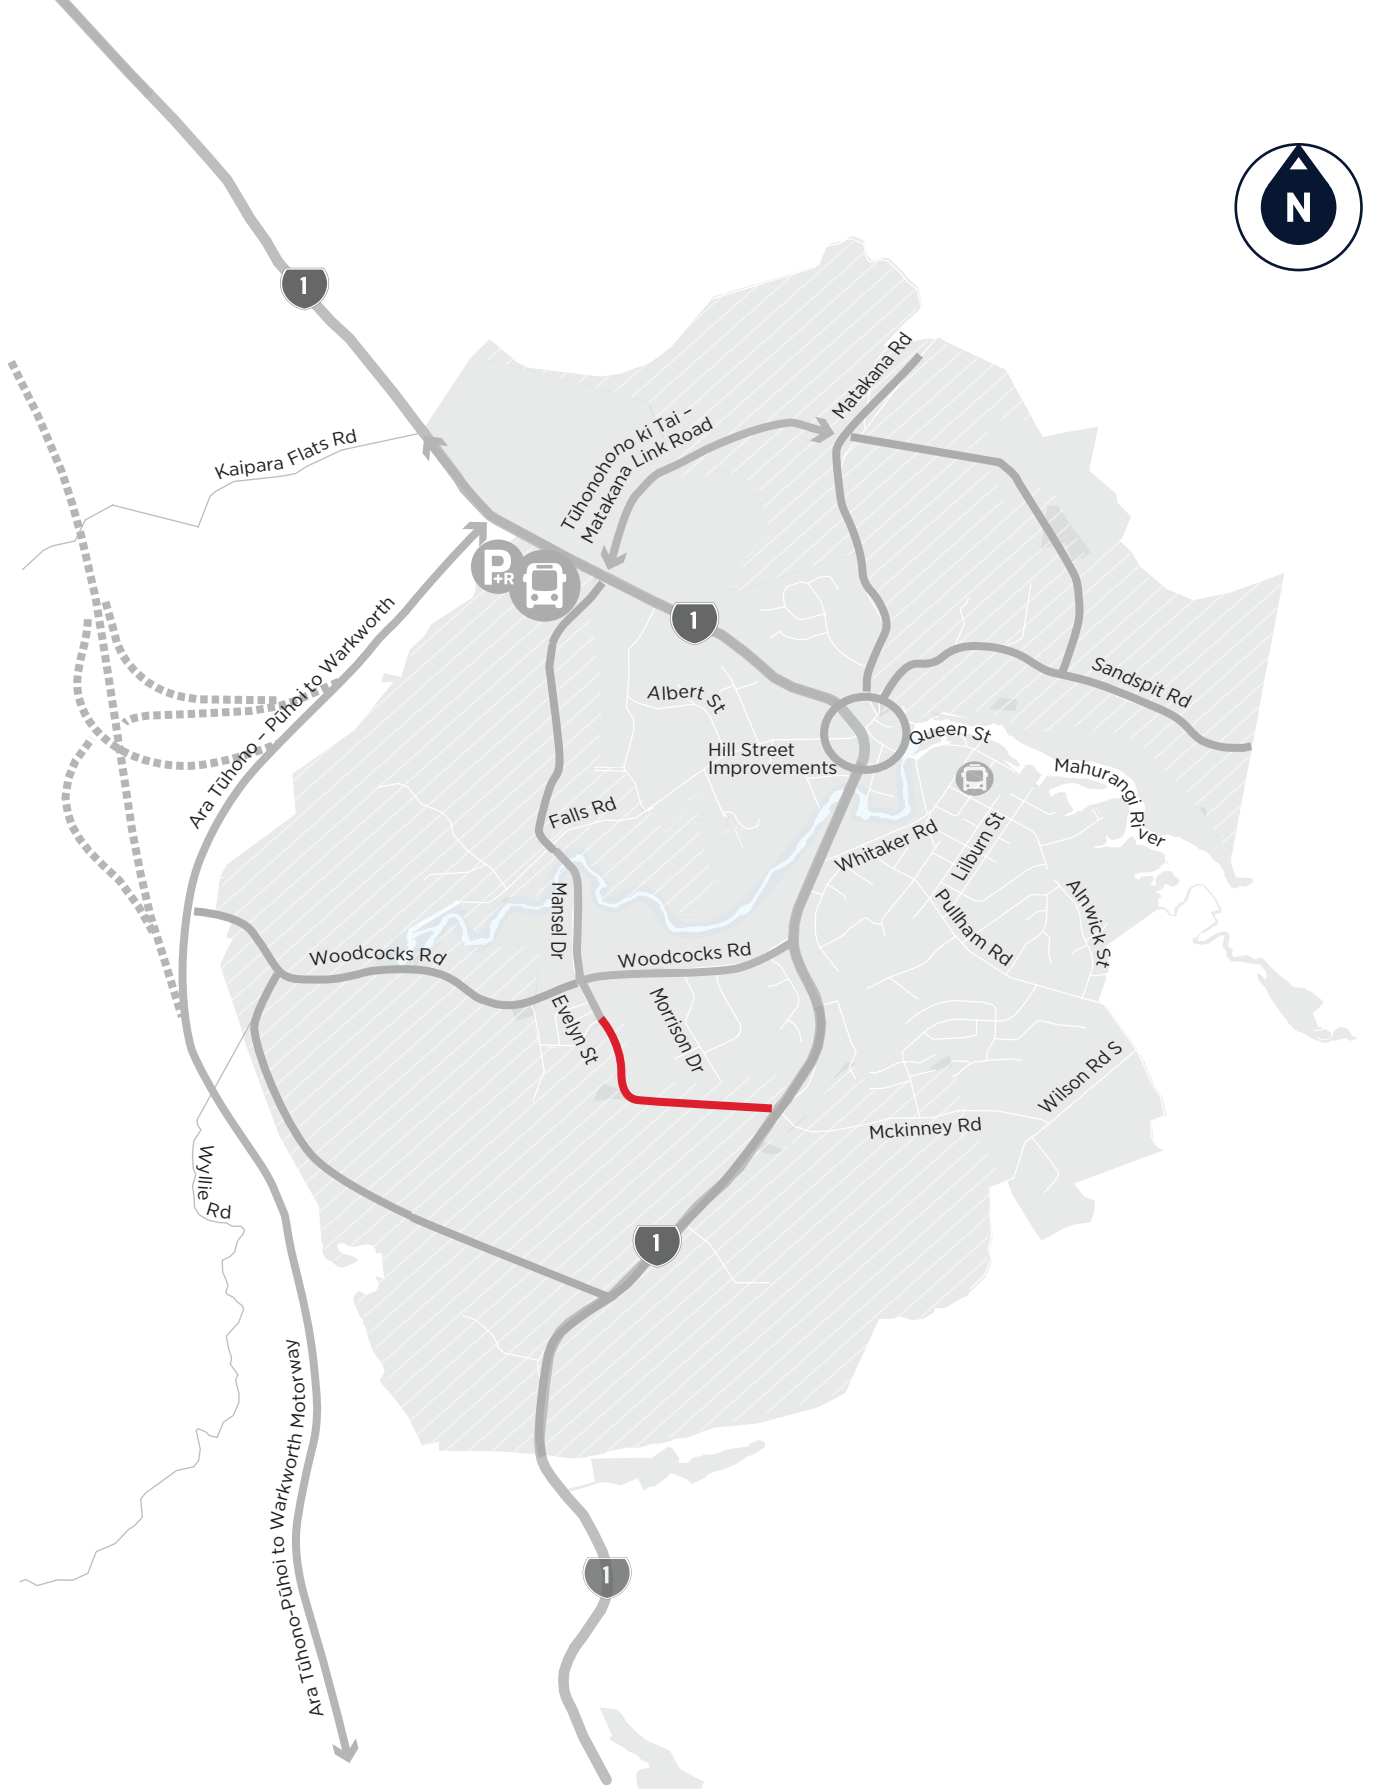 N
1
Matakana Rd
Tūhonohono ki Tai –
Matakana Link Road
Kaipara Flats Rd
P
+R
1
Ara Tūhono – Pūhoi to Warkworth
Albert St
Sandspit Rd
Queen St
Hill Street
Improvements
Mahurangi River
Falls Rd
Whitaker Rd
Lilburn St
Mansel Dr
Pullham Rd
Alnwick St
Woodcocks Rd
Woodcocks Rd
Evelyn St
Morrison Dr
Wilson Rd S
Mckinney Rd
Wyllie Rd
1
Ara Tūhono-Pūhoi to Warkworth Motorway
1